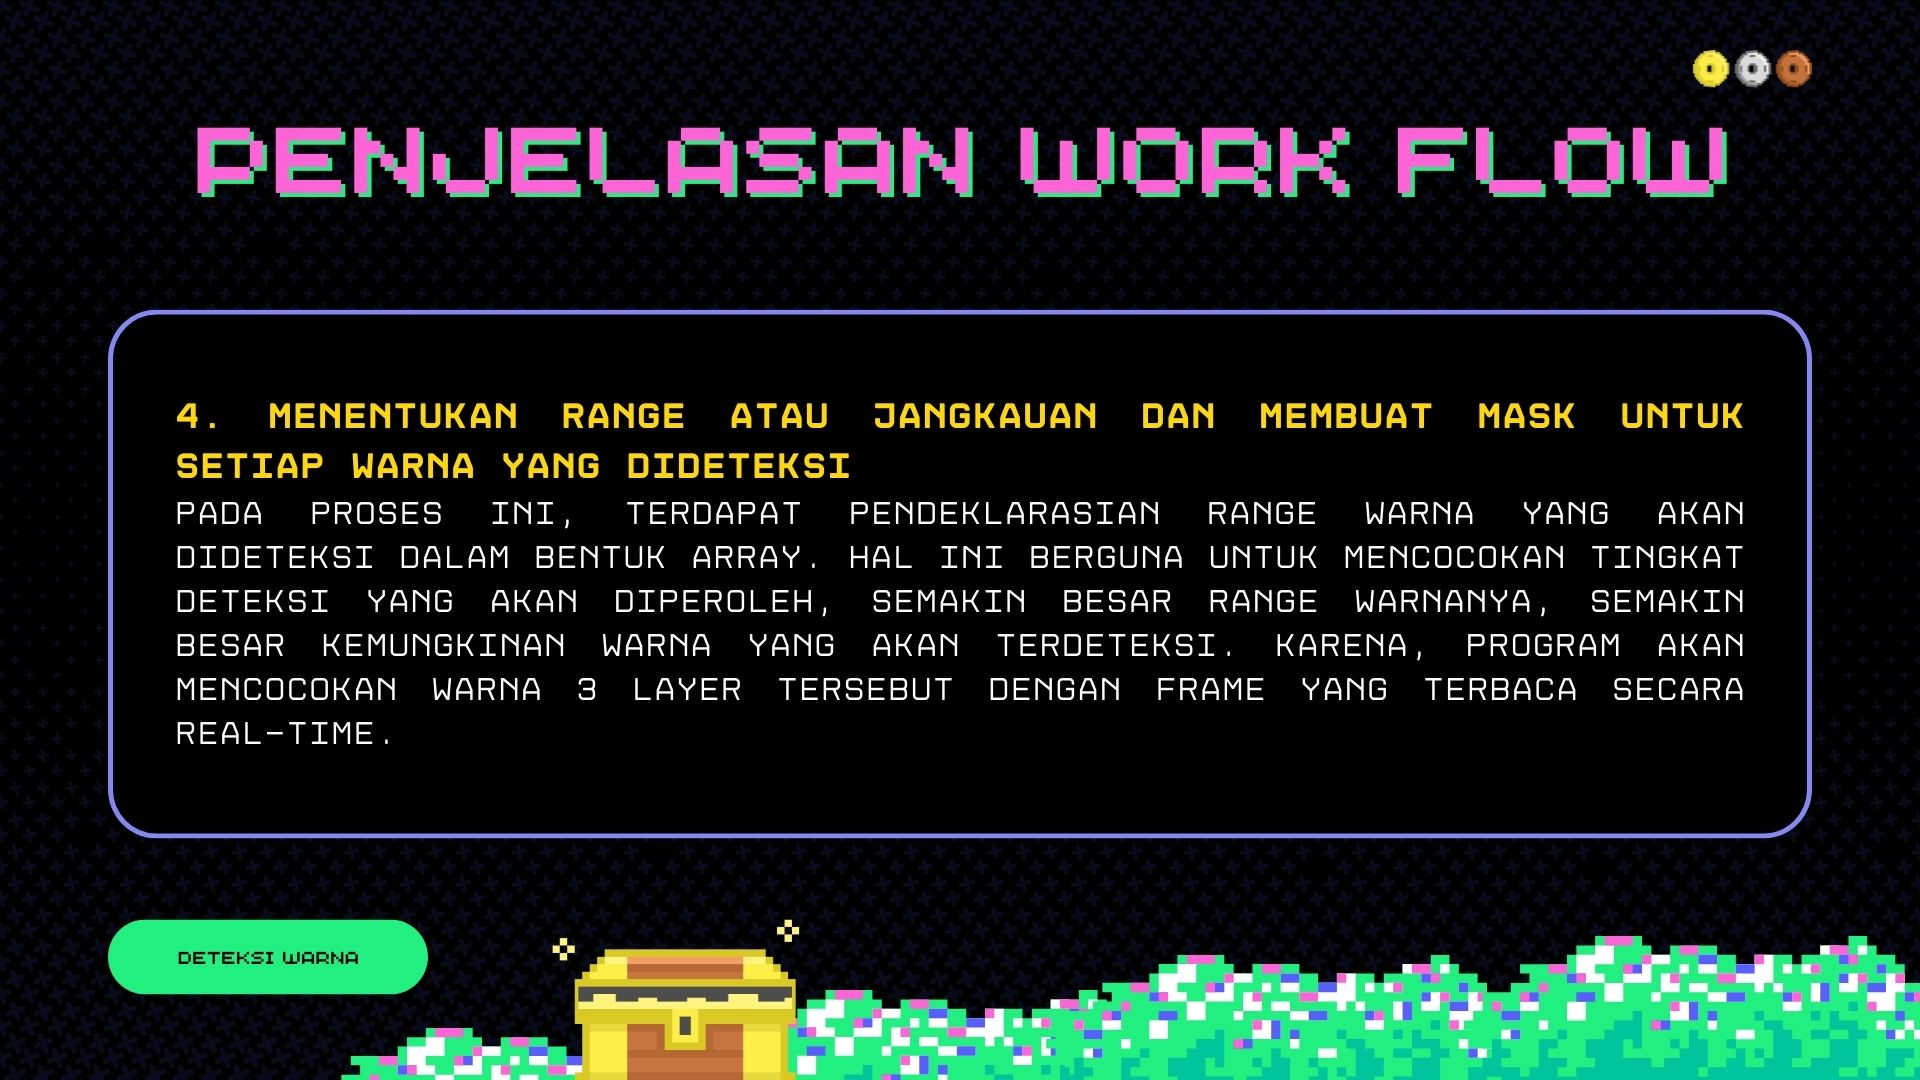 PENJELASAN WORK FLOW
4. MENENTUKAN RANGE ATAU JANGKAUAN DAN MEMBUAT MASK UNTUK
SETIAP WARNA YANG DIDETEKSI
PADA PROSES INI, TERDAPAT PENDEKLARASIAN RANGE WARNA YANG AKAN
DIDETEKSI DALAM BENTUK ARRAY. HAL INI BERGUNA UNTUK MENCOCOKAN TINGKAT
DETEKSI YANG AKAN DIPEROLEH, SEMAKIN BESAR RANGE WARNANYA, SEMAKIN
BESAR KEMUNGKINAN WARNA YANG AKAN TERDETEKSI. KARENA, PROGRAM AKAN
MENCOCOKAN WARNA 3 LAYER TERSEBUT DENGAN FRAME YANG TERBACA SECARA
REAL-TIME.
DETEKSI WARNA